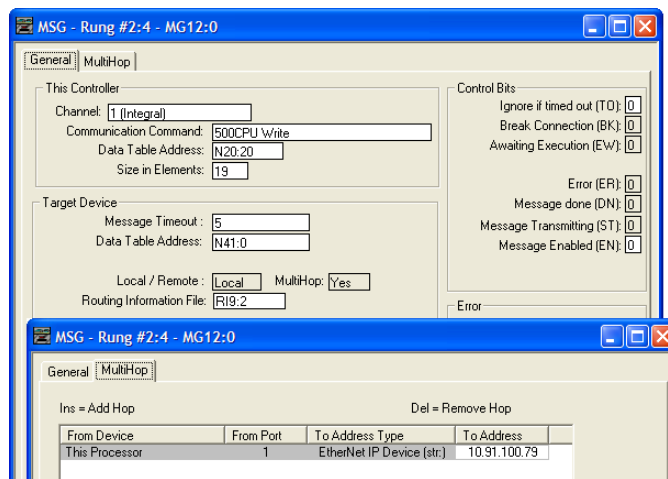 MSG - Rung #2:4 - MG12:0
General MultiHop
This Controller
Channel: 1 (Integral)
Communication Command: 500CPU Write
Data Table Address: N20:20
Size in Elements: 19
Control Bits
Ignore if timed out (TO): 0
Break Connection (BK): 0
Awaiting Execution (EW): 0
Error (ER): 0
Message done (DN): 0
Message Transmitting (ST): 0
Message Enabled (EN): 0
Target Device
Message Timeout : 5
Data Table Address: N41:0
Local / Remote : Local MultiHop: Yes
Routing Information File: RI9:2
Error
MSG - Rung #2:4 - MG12:0
General MultiHop
Ins = Add Hop Del = Remove Hop
From Device From Port To Address Type To Address
This Processor 1 EtherNet IP Device (str.) 10.91.100.79